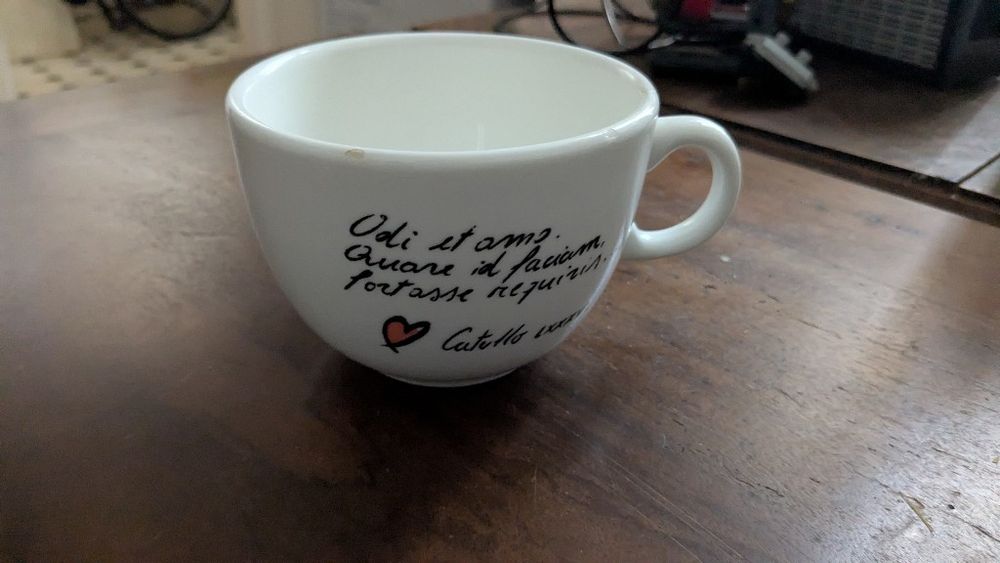 Odi et amo.
Quare id faciam,
fortasse requiris.
Catullo